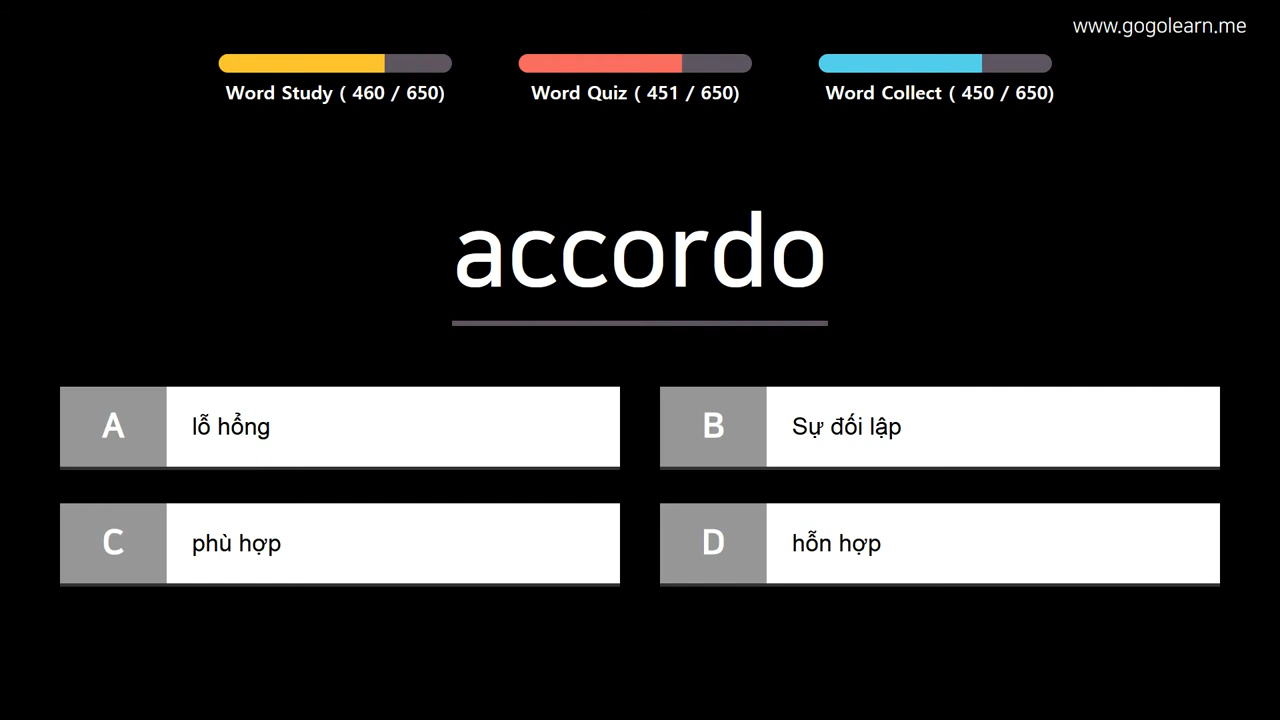 www.gogolearn.me
Word Study ( 460 / 650)
Word Quiz ( 451 / 650)
Word Collect ( 450 / 650)
accordo
A
lỗ hổng
B
Sự đối lập
C
phù hợp
D
hỗn hợp